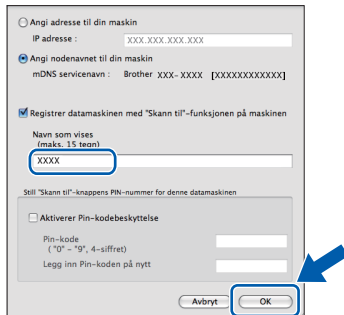 Angi adresse til din maskin
IP adresse : XXX.XXX.XXX.XXX
Angi nodenavnet til din maskin
mDNS servicenavn : Brother XXX-XXXX [XXXXXXXXXXXX]
Registrer datamaskinen med "Skann til"-funksjonen på maskinen
Navn som vises
(maks. 15 tegn)
XXXX
Still "Skann til"-knappens PIN-nummer for denne datamaskinen
Aktiverer Pin-kodebeskyttelse
Pin-kode
( "0" - "9", 4-siffret)
Legg inn Pin-koden på nytt
Avbryt OK